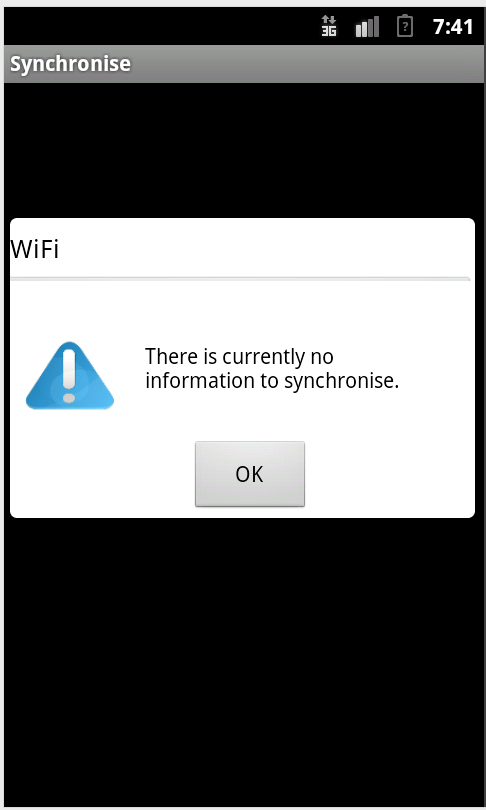 3G 7:41
Synchronise
WiFi
There is currently no
information to synchronise.
OK